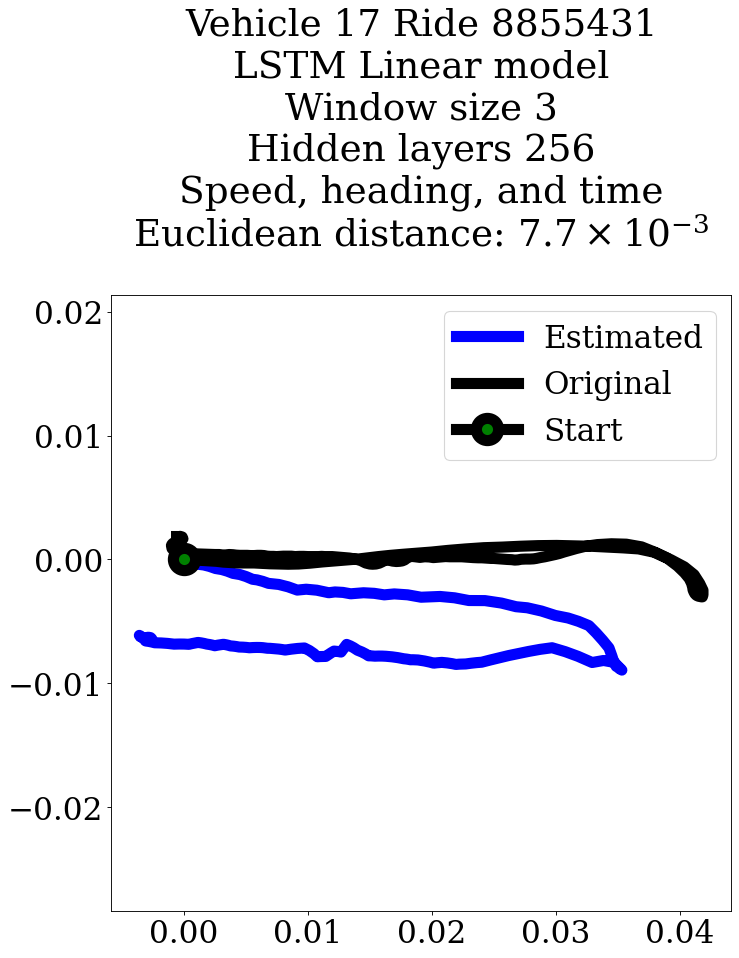 Vehicle 17 Ride 8855431
LSTM Linear model
Window size 3
Hidden layers 256
Speed, heading, and time
Euclidean distance: 7.7 × 10⁻³
Estimated
Original
Start
0.02
0.01
0.00
−0.01
−0.02
0.00 0.01 0.02 0.03 0.04